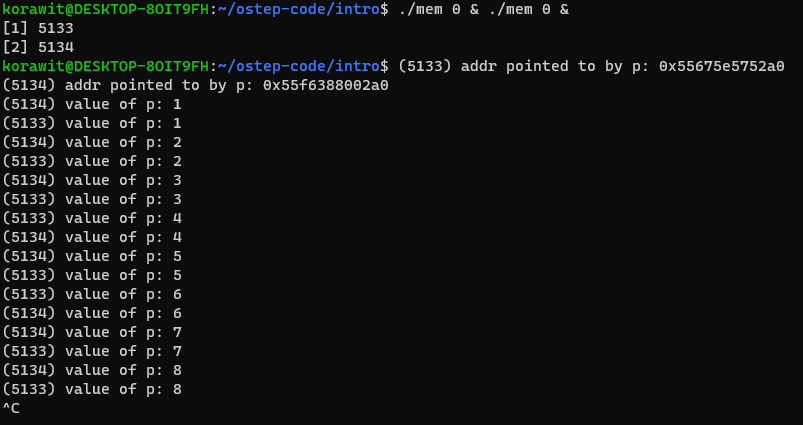 korawit@DESKTOP-8OIT9FH:~/ostep-code/intro$ ./mem 0 & ./mem 0 &
[1] 5133
[2] 5134
korawit@DESKTOP-8OIT9FH:~/ostep-code/intro$ (5133) addr pointed to by p: 0x55675e5752a0
(5134) addr pointed to by p: 0x55f6388002a0
(5134) value of p: 1
(5133) value of p: 1
(5134) value of p: 2
(5133) value of p: 2
(5134) value of p: 3
(5133) value of p: 3
(5133) value of p: 4
(5134) value of p: 4
(5134) value of p: 5
(5133) value of p: 5
(5133) value of p: 6
(5134) value of p: 6
(5134) value of p: 7
(5133) value of p: 7
(5134) value of p: 8
(5133) value of p: 8
^C